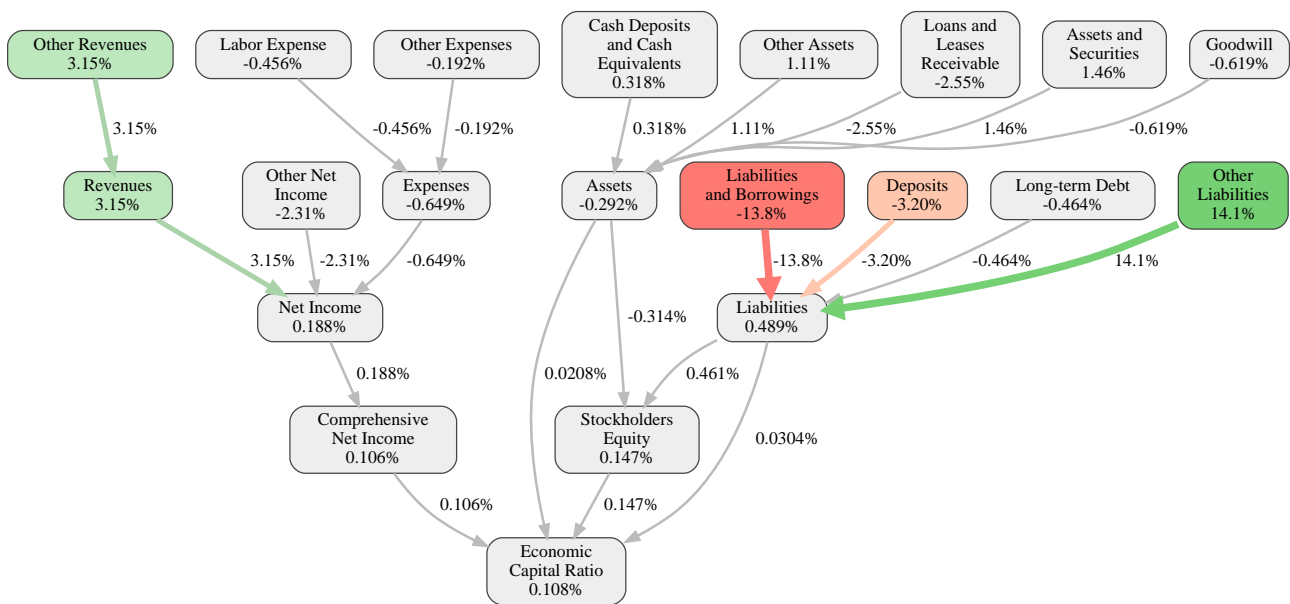 Other Revenues
3.15%
Labor Expense
-0.456%
Other Expenses
-0.192%
Cash Deposits
and Cash
Equivalents
0.318%
Other Assets
1.11%
Loans and
Leases
Receivable
-2.55%
Assets and
Securities
1.46%
Goodwill
-0.619%
3.15%
-0.456%
-0.192%
0.318%
1.11%
-2.55%
1.46%
-0.619%
Revenues
3.15%
Other Net
Income
-2.31%
Expenses
-0.649%
Assets
-0.292%
Liabilities
and Borrowings
-13.8%
Deposits
-3.20%
Long-term Debt
-0.464%
Other
Liabilities
14.1%
3.15%
-2.31%
-0.649%
-13.8%
-3.20%
-0.464%
14.1%
Net Income
0.188%
-0.314%
Liabilities
0.489%
0.188%
0.0208%
0.461%
Comprehensive
Net Income
0.106%
Stockholders
Equity
0.147%
0.0304%
0.106%
0.147%
Economic
Capital Ratio
0.108%